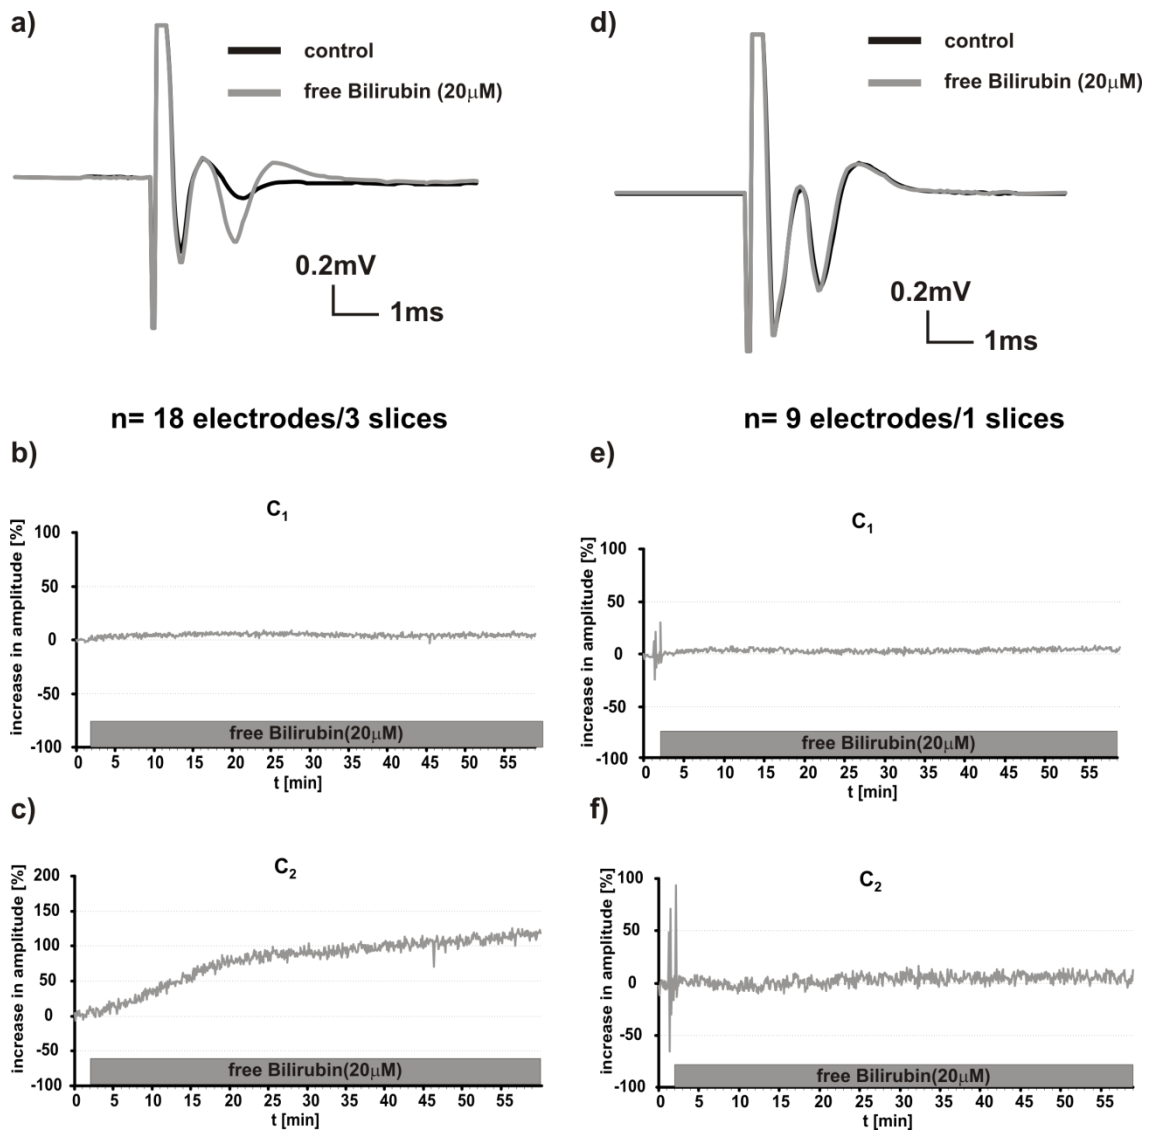 a)
control
free Bilirubin (20μM)
0.2mV
1ms
n= 18 electrodes/3 slices
b)
C1
increase in amplitude [%]
100
50
0
-50
-100
free Bilirubin(20μM)
0 5 10 15 20 25 30 35 40 45 50 55
t [min]
c)
C2
increase in amplitude [%]
200
150
100
50
0
-50
-100
free Bilirubin(20μM)
0 5 10 15 20 25 30 35 40 45 50 55
t [min]
d)
control
free Bilirubin (20μM)
0.2mV
1ms
n= 9 electrodes/1 slices
e)
C1
increase in amplitude [%]
100
50
0
-50
-100
free Bilirubin(20μM)
0 5 10 15 20 25 30 35 40 45 50 55
t [min]
f)
C2
increase in amplitude [%]
100
50
0
-50
-100
free Bilirubin(20μM)
0 5 10 15 20 25 30 35 40 45 50 55
t [min]